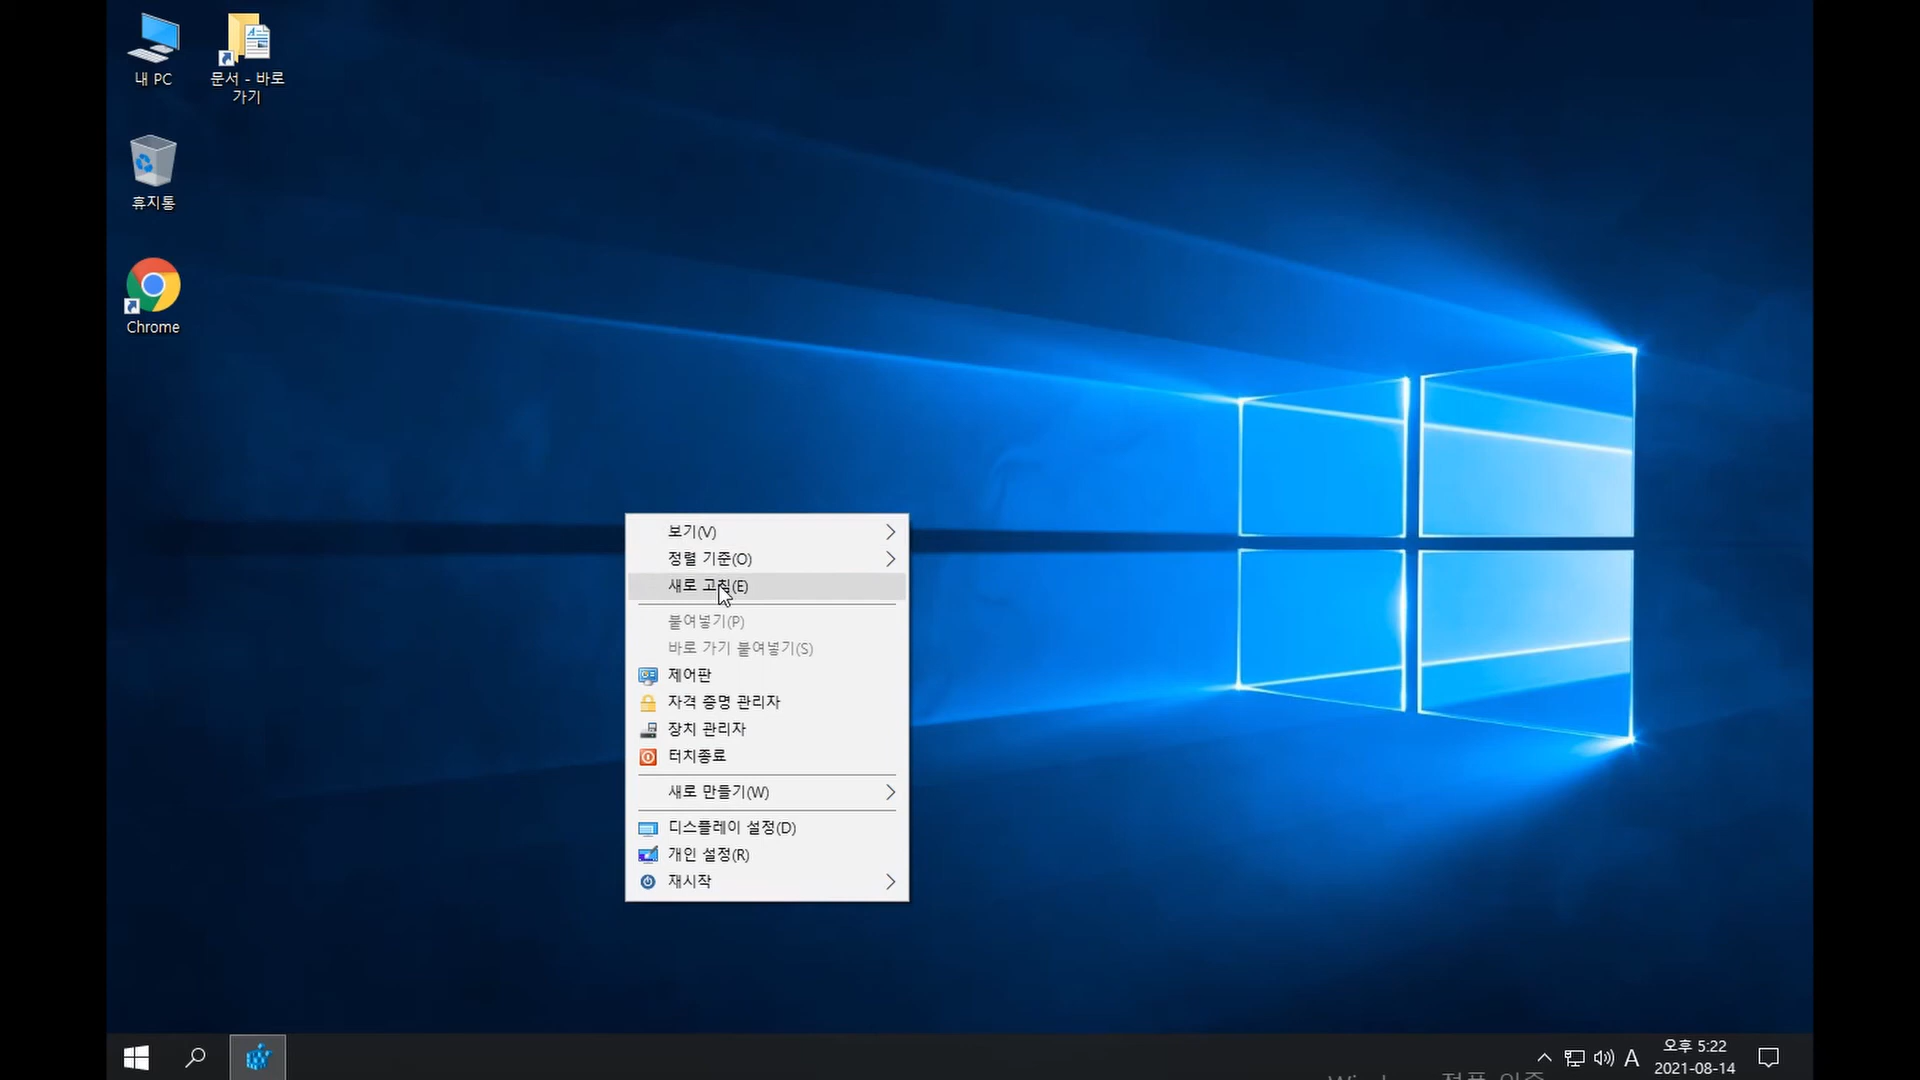 내 PC
문서 - 바로
가기
휴지통
Chrome
보기(V)
정렬 기준(O)
새로 고침(E)
붙여넣기(P)
바로 가기 붙여넣기(S)
제어판
자격 증명 관리자
장치 관리자
터치종료
새로 만들기(W)
디스플레이 설정(D)
개인 설정(R)
재시작
A
오후 5:22
2021-08-14